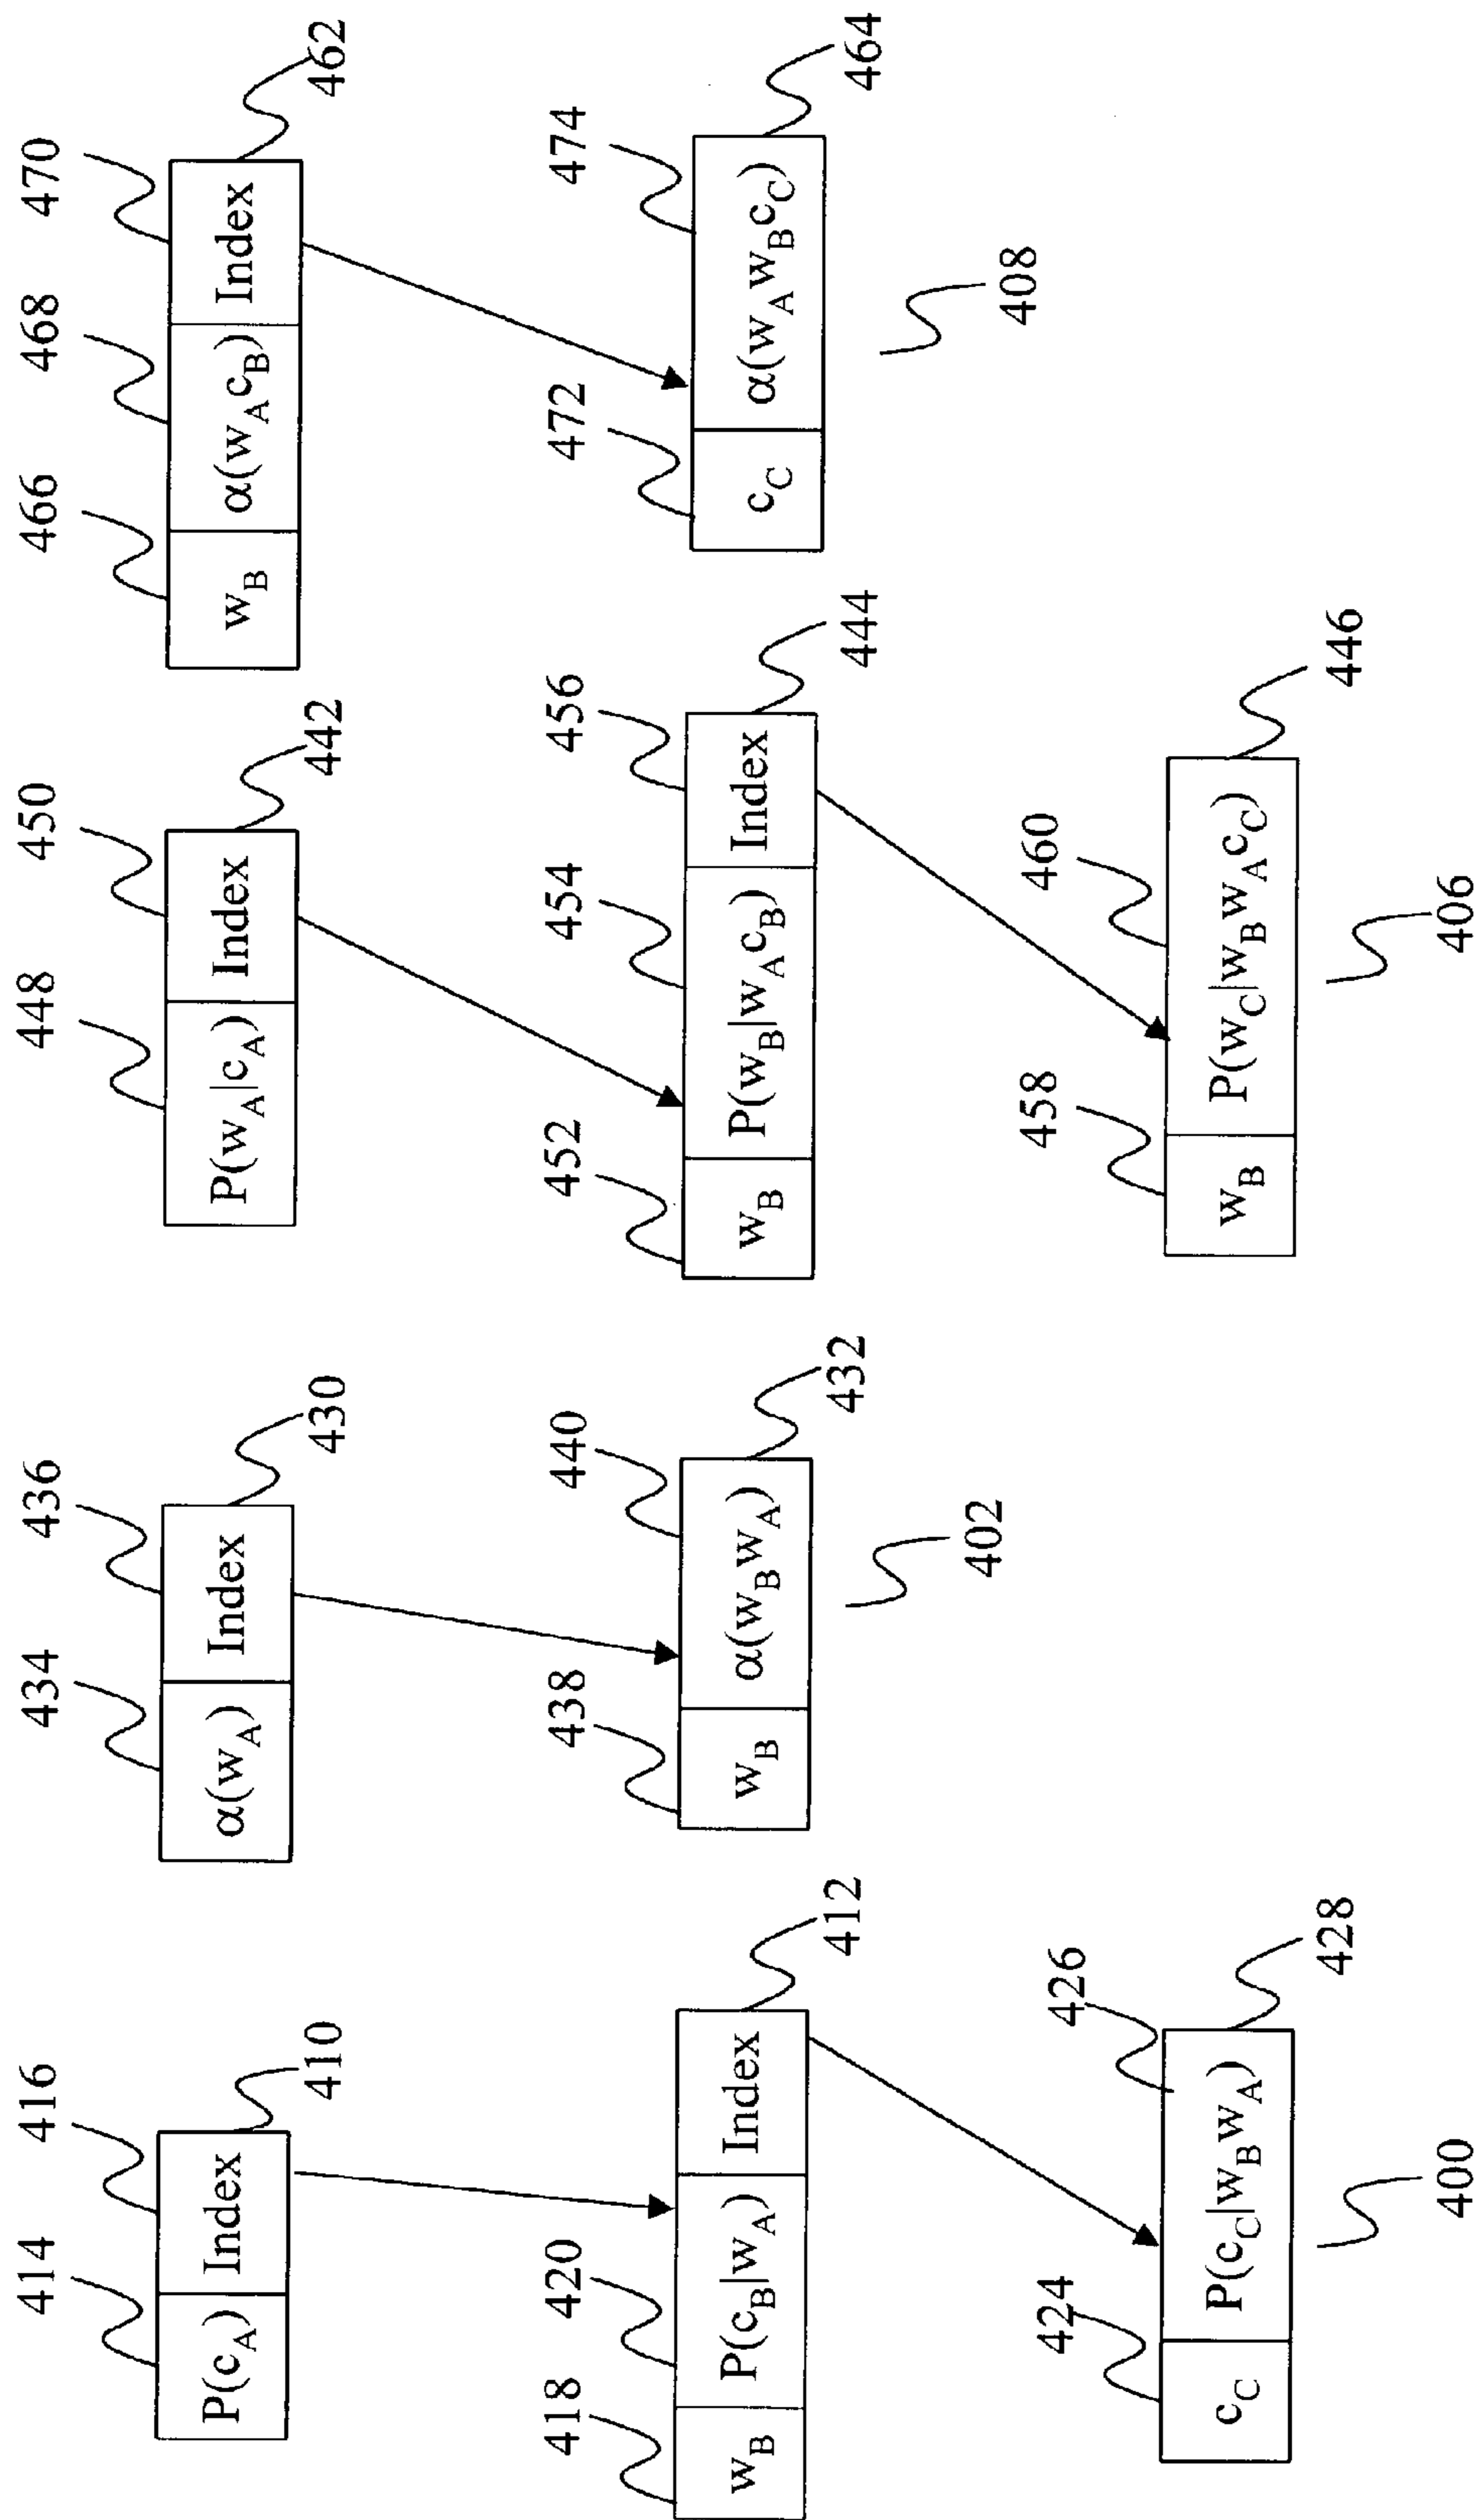 414 416
P(c_A) Index
410
418 420
w_B P(c_B|w_A) Index
412
424 426
c_C P(c_C|w_B w_A)
428
400
434 436
α(w_A) Index
430
438 440
w_B α(w_B w_A)
432
402
448 450
P(w_A|c_A) Index
442
452 454 456
w_B P(w_B|w_A c_B) Index
444
458 460
w_B P(w_C|w_B w_A c_C)
446
406
466 468 470
w_B α(w_A c_B) Index
462
472 474
c_C α(w_A w_B c_C)
464
408